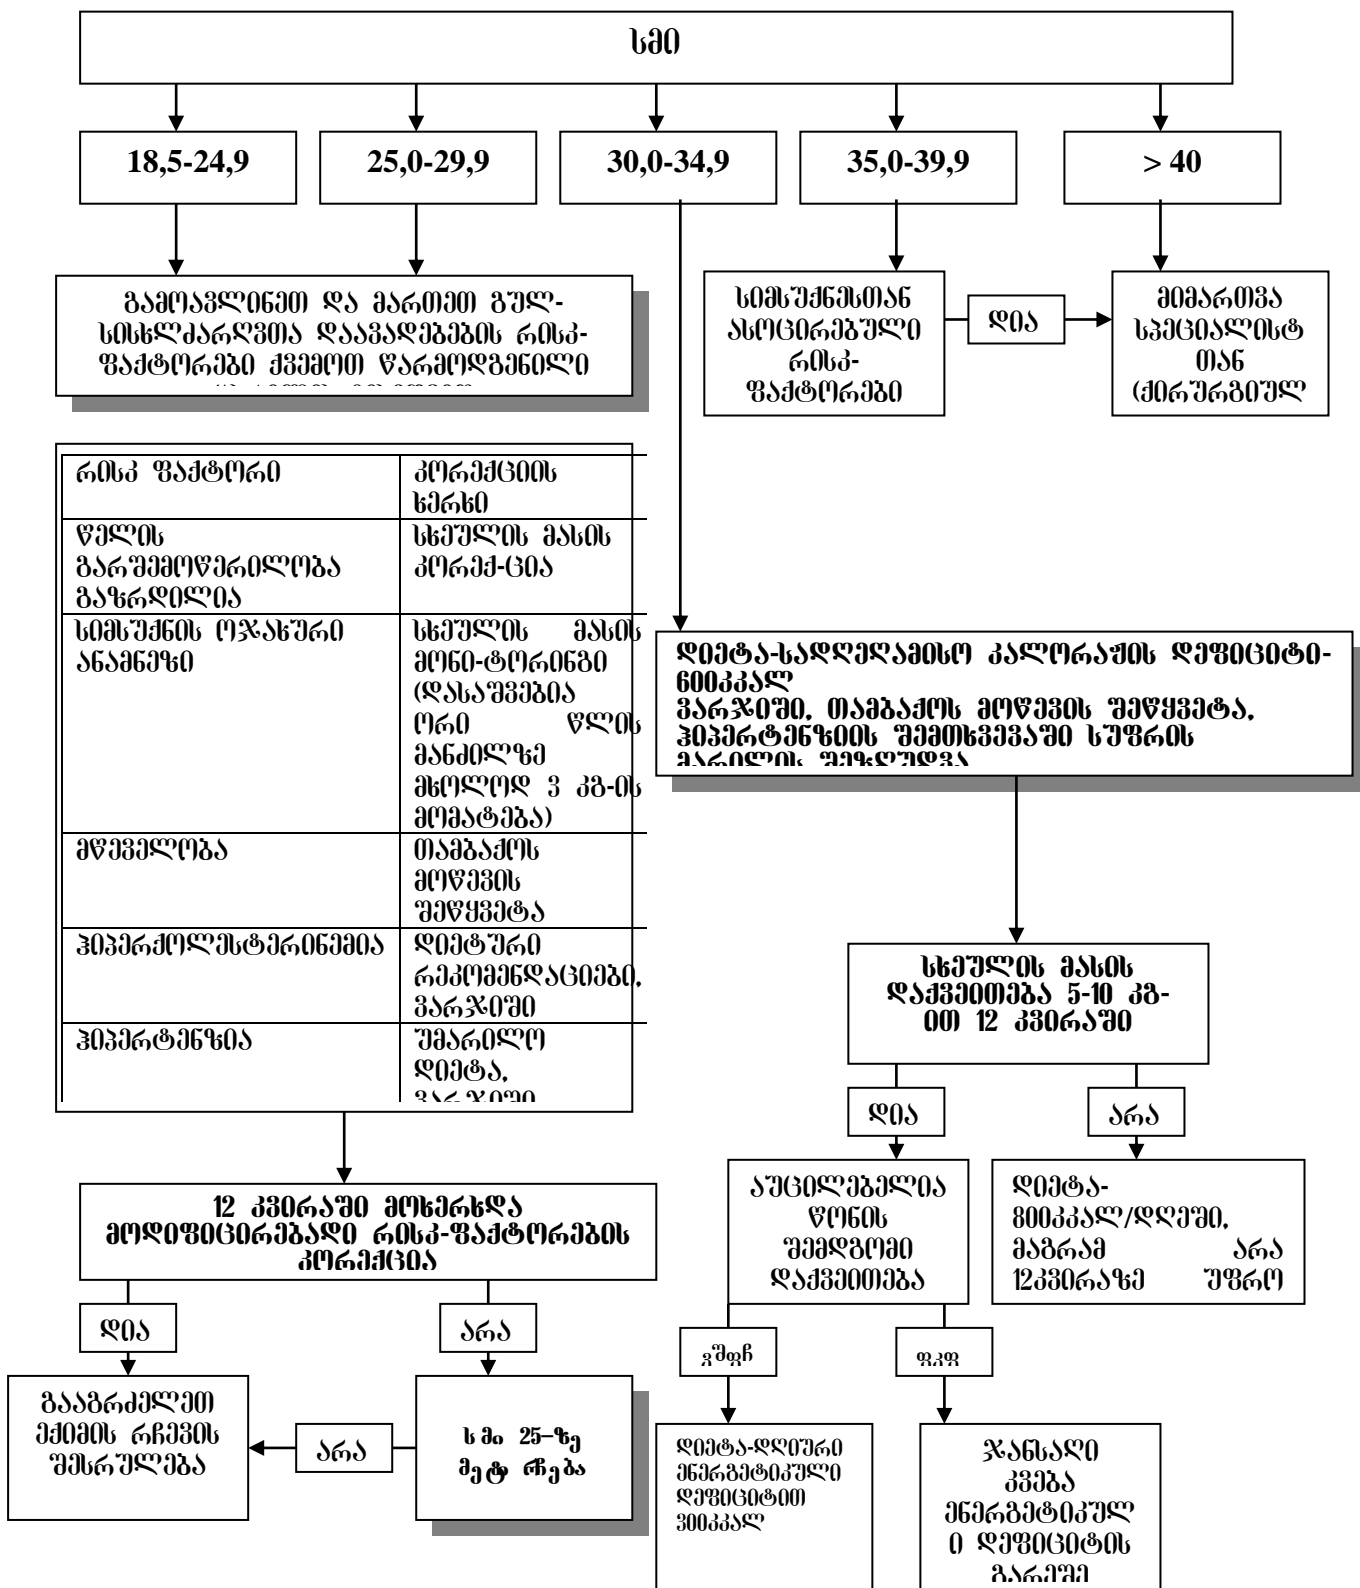 სმი
18,5-24,9
25,0-29,9
30,0-34,9
35,0-39,9
> 40
გამოავლინეთ და მართეთ გულ-
სისხლძარღვთა დაავადებების რისკ-
ფაქტორები ქვემოთ წარმოდგენილი
სიმსუქნესთან
ასოცირებული
რისკ-
ფაქტორები
დია
მიმართვა
სპეციალისტ
თან
(ქირურგიულ
რისკ ფაქტორი
კორექციის
ხერხი
წელის
გარშემოწერილობა
გაზრდილია
სხეულის მასის
კორექ-ცია
სიმსუქნის ოჯახური
ანამნეზი
სხეულის მასის
მონი-ტორინგი
(დასაშვებია
ორი წლის
მანძილზე
მხოლოდ 3 კგ-ის
მომატება)
მწეველობა
თამბაქოს
მოწევის
შეწყვეტა
ჰიპერქოლესტერინემია
დიეტური
რეკომენდაციები,
ვარჯიში
ჰიპერტენზია
უმარილო
დიეტა,
ვარჯიში
დიეტა-სადღეღამისო კალორაჟის დეფიციტი-
600კკალ
ვარჯიში, თამბაქოს მოწევის შეწყვეტა,
ჰიპერტენზიის შემთხვევაში სუფრის
მარილის შეზღუდვა
სხეულის მასის
დაქვეითება 5-10 კგ-
ით 12 კვირაში
დია
არა
აუცილებელია
წონის
შემდგომი
დაქვეითება
დიეტა-
800კკალ/დღეში,
მაგრამ არა
12კვირაზე უფრო
12 კვირაში მოხერხდა
მოდიფიცირებადი რისკ-ფაქტორების
კორექცია
დია
არა
გააგრძელეთ
ექიმის რჩევის
შესრულება
არა
სმი 25–ზე
მეტი რჩება
დიეტა-დღიური
ენერგეტიკული
დეფიციტით
300კკალ
ჯანსაღი
კვება
ენერგეტიკულ
ი დეფიციტის
გარეშე